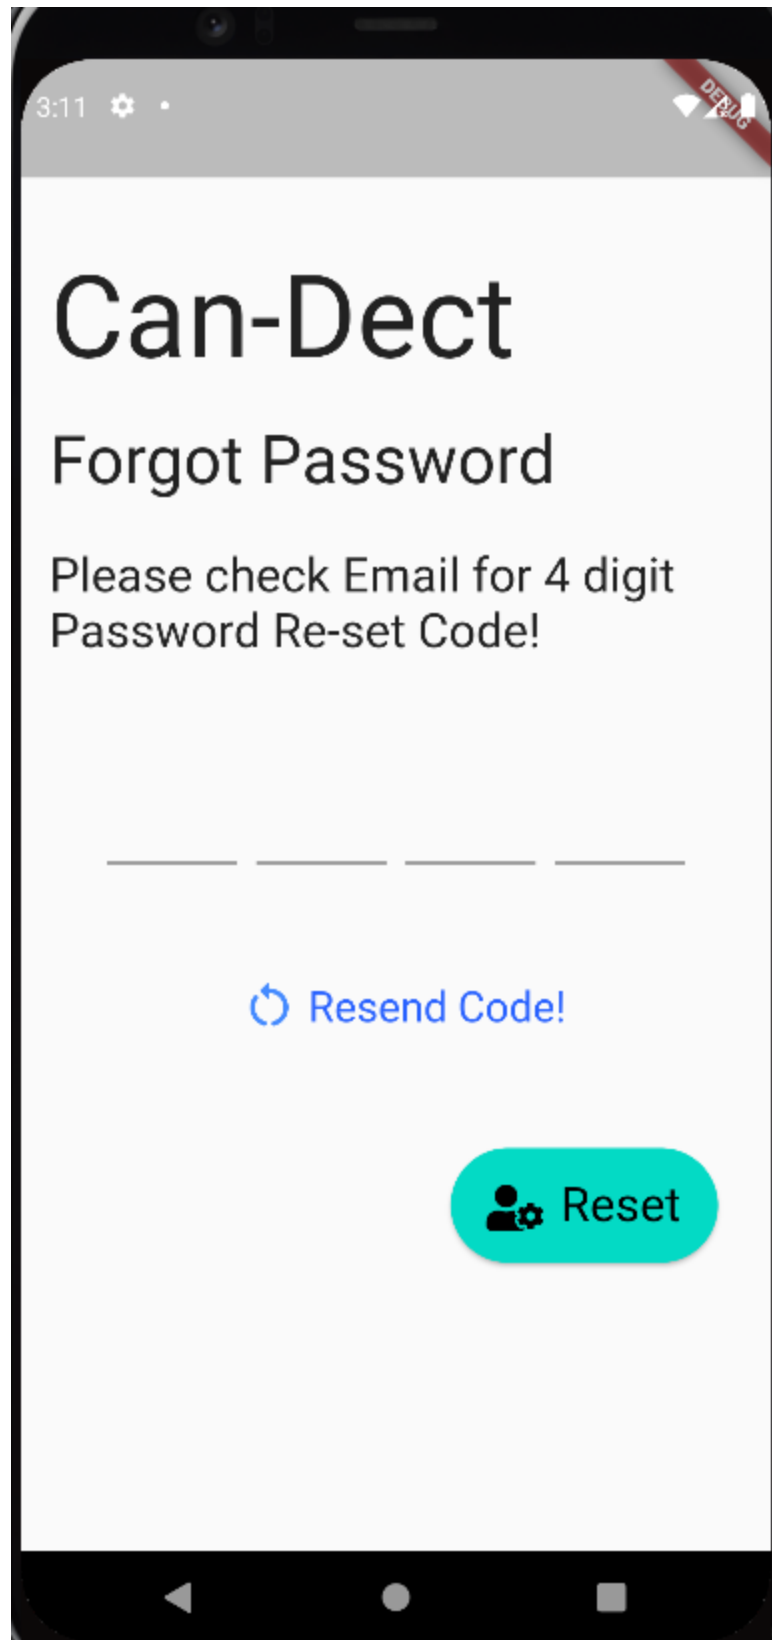 3:11
DEBUG
Can-Dect
Forgot Password
Please check Email for 4 digit
Password Re-set Code!
Resend Code!
Reset